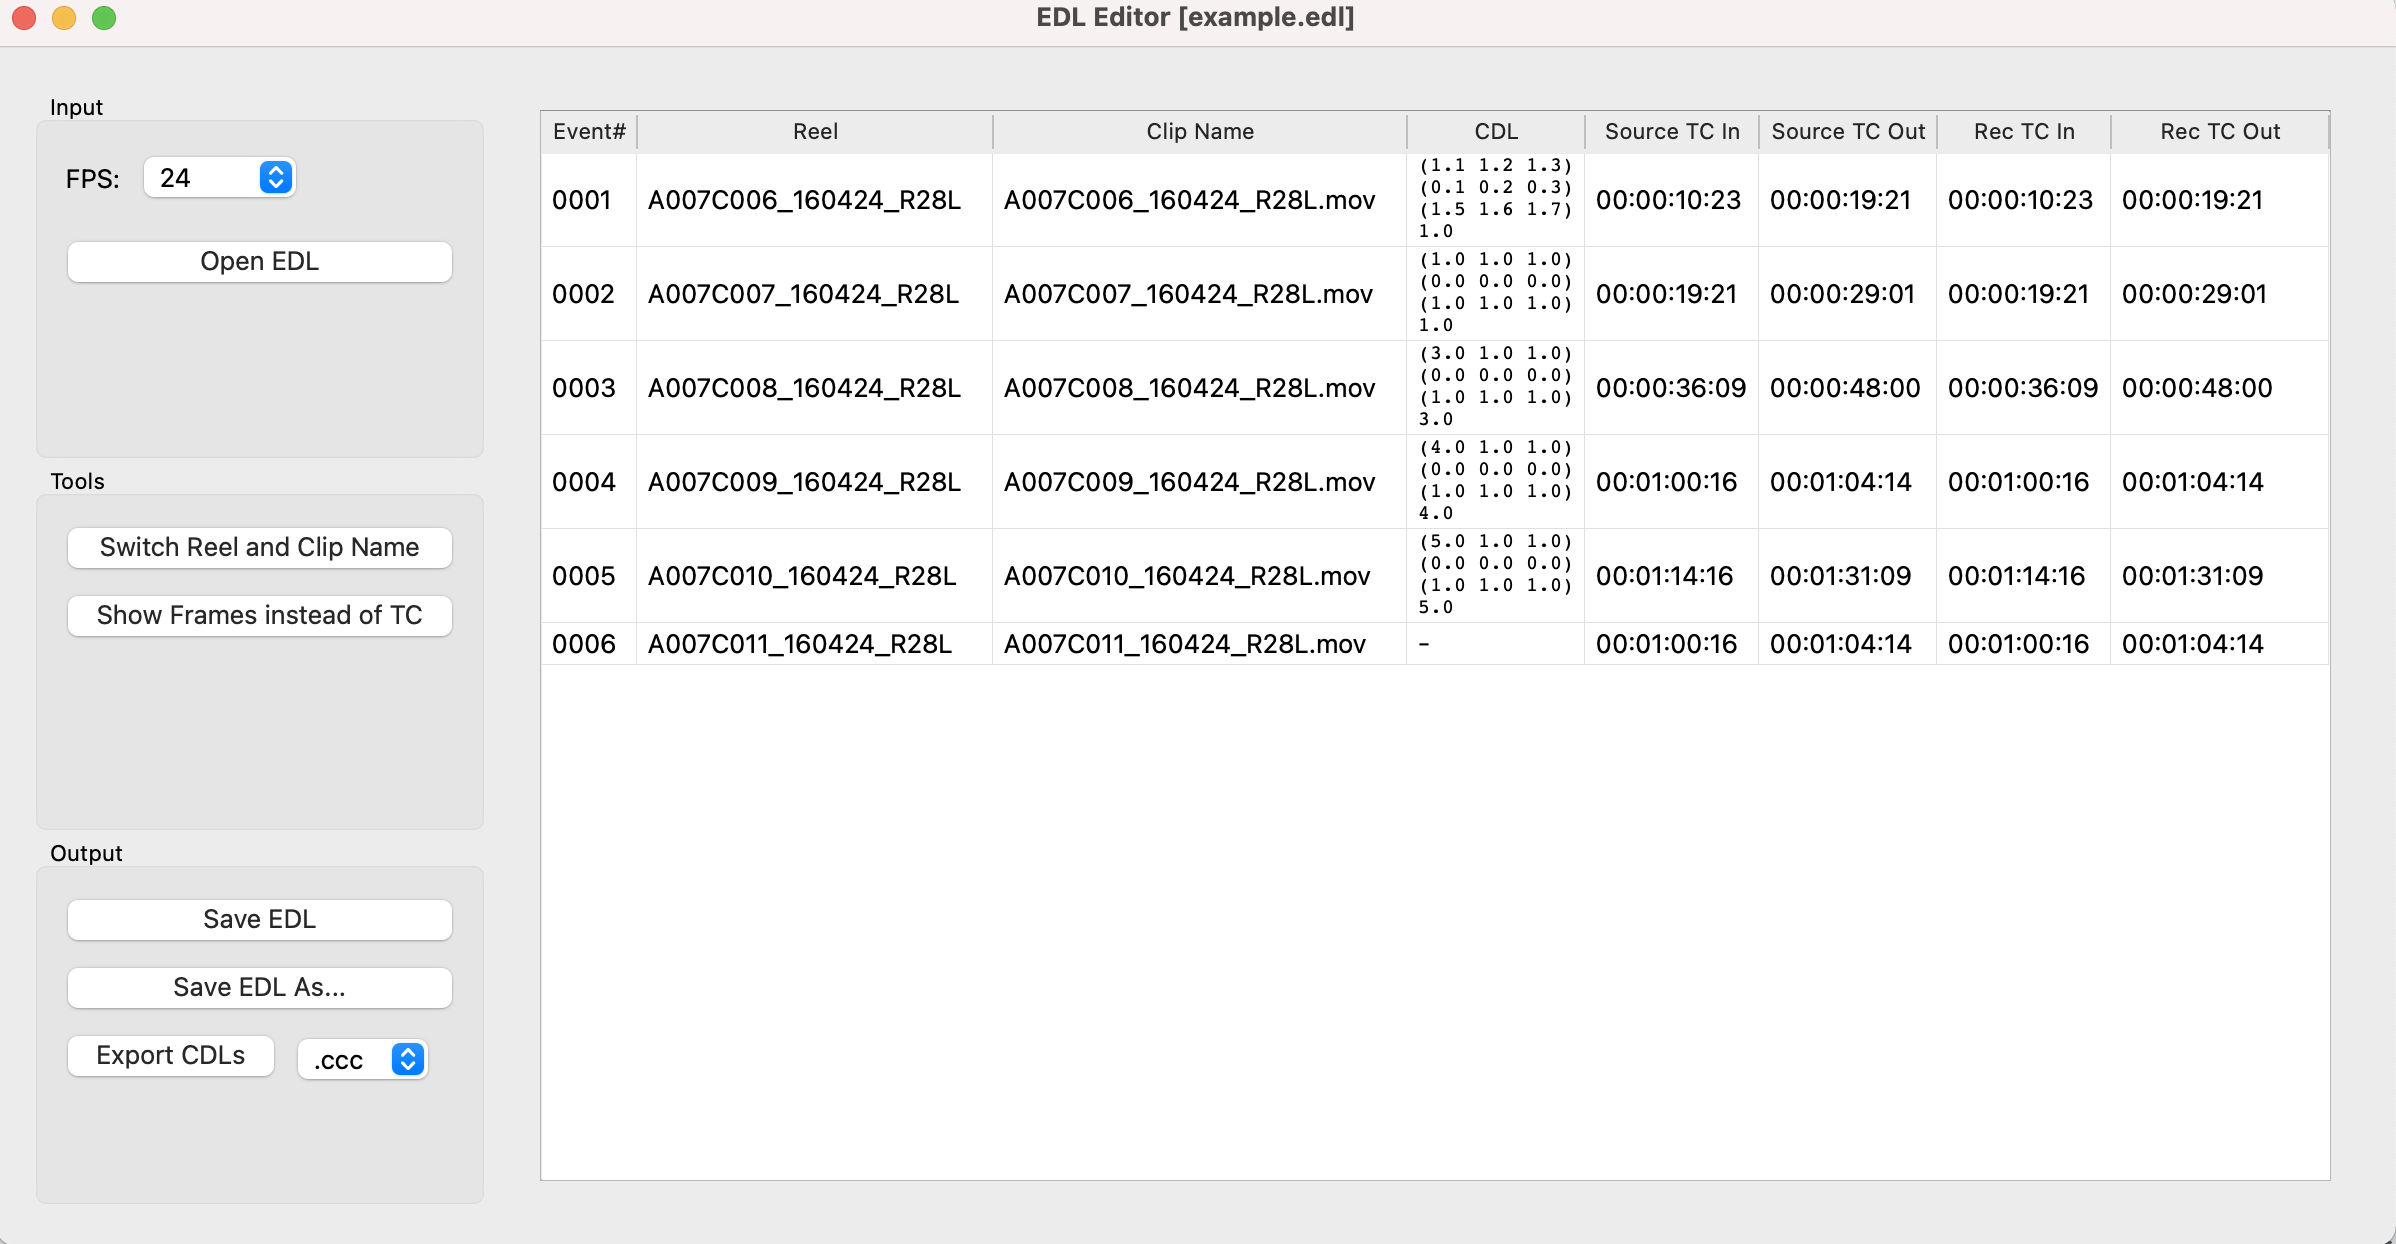 EDL Editor [example.edl]
Input
FPS: 24
Open EDL
Tools
Switch Reel and Clip Name
Show Frames instead of TC
Output
Save EDL
Save EDL As...
Export CDLs .ccc
Event# Reel Clip Name CDL Source TC In Source TC Out Rec TC In Rec TC Out
(1.1 1.2 1.3)
(0.1 0.2 0.3)
0001 A007C006_160424_R28L A007C006_160424_R28L.mov 00:00:10:23 00:00:19:21 00:00:10:23 00:00:19:21
(1.5 1.6 1.7)
1.0
(1.0 1.0 1.0)
(0.0 0.0 0.0)
0002 A007C007_160424_R28L A007C007_160424_R28L.mov 00:00:19:21 00:00:29:01 00:00:19:21 00:00:29:01
(1.0 1.0 1.0)
1.0
(3.0 1.0 1.0)
(0.0 0.0 0.0)
0003 A007C008_160424_R28L A007C008_160424_R28L.mov 00:00:36:09 00:00:48:00 00:00:36:09 00:00:48:00
(1.0 1.0 1.0)
3.0
(4.0 1.0 1.0)
(0.0 0.0 0.0)
0004 A007C009_160424_R28L A007C009_160424_R28L.mov 00:01:00:16 00:01:04:14 00:01:00:16 00:01:04:14
(1.0 1.0 1.0)
4.0
(5.0 1.0 1.0)
(0.0 0.0 0.0)
0005 A007C010_160424_R28L A007C010_160424_R28L.mov 00:01:14:16 00:01:31:09 00:01:14:16 00:01:31:09
(1.0 1.0 1.0)
5.0
0006 A007C011_160424_R28L A007C011_160424_R28L.mov - 00:01:00:16 00:01:04:14 00:01:00:16 00:01:04:14